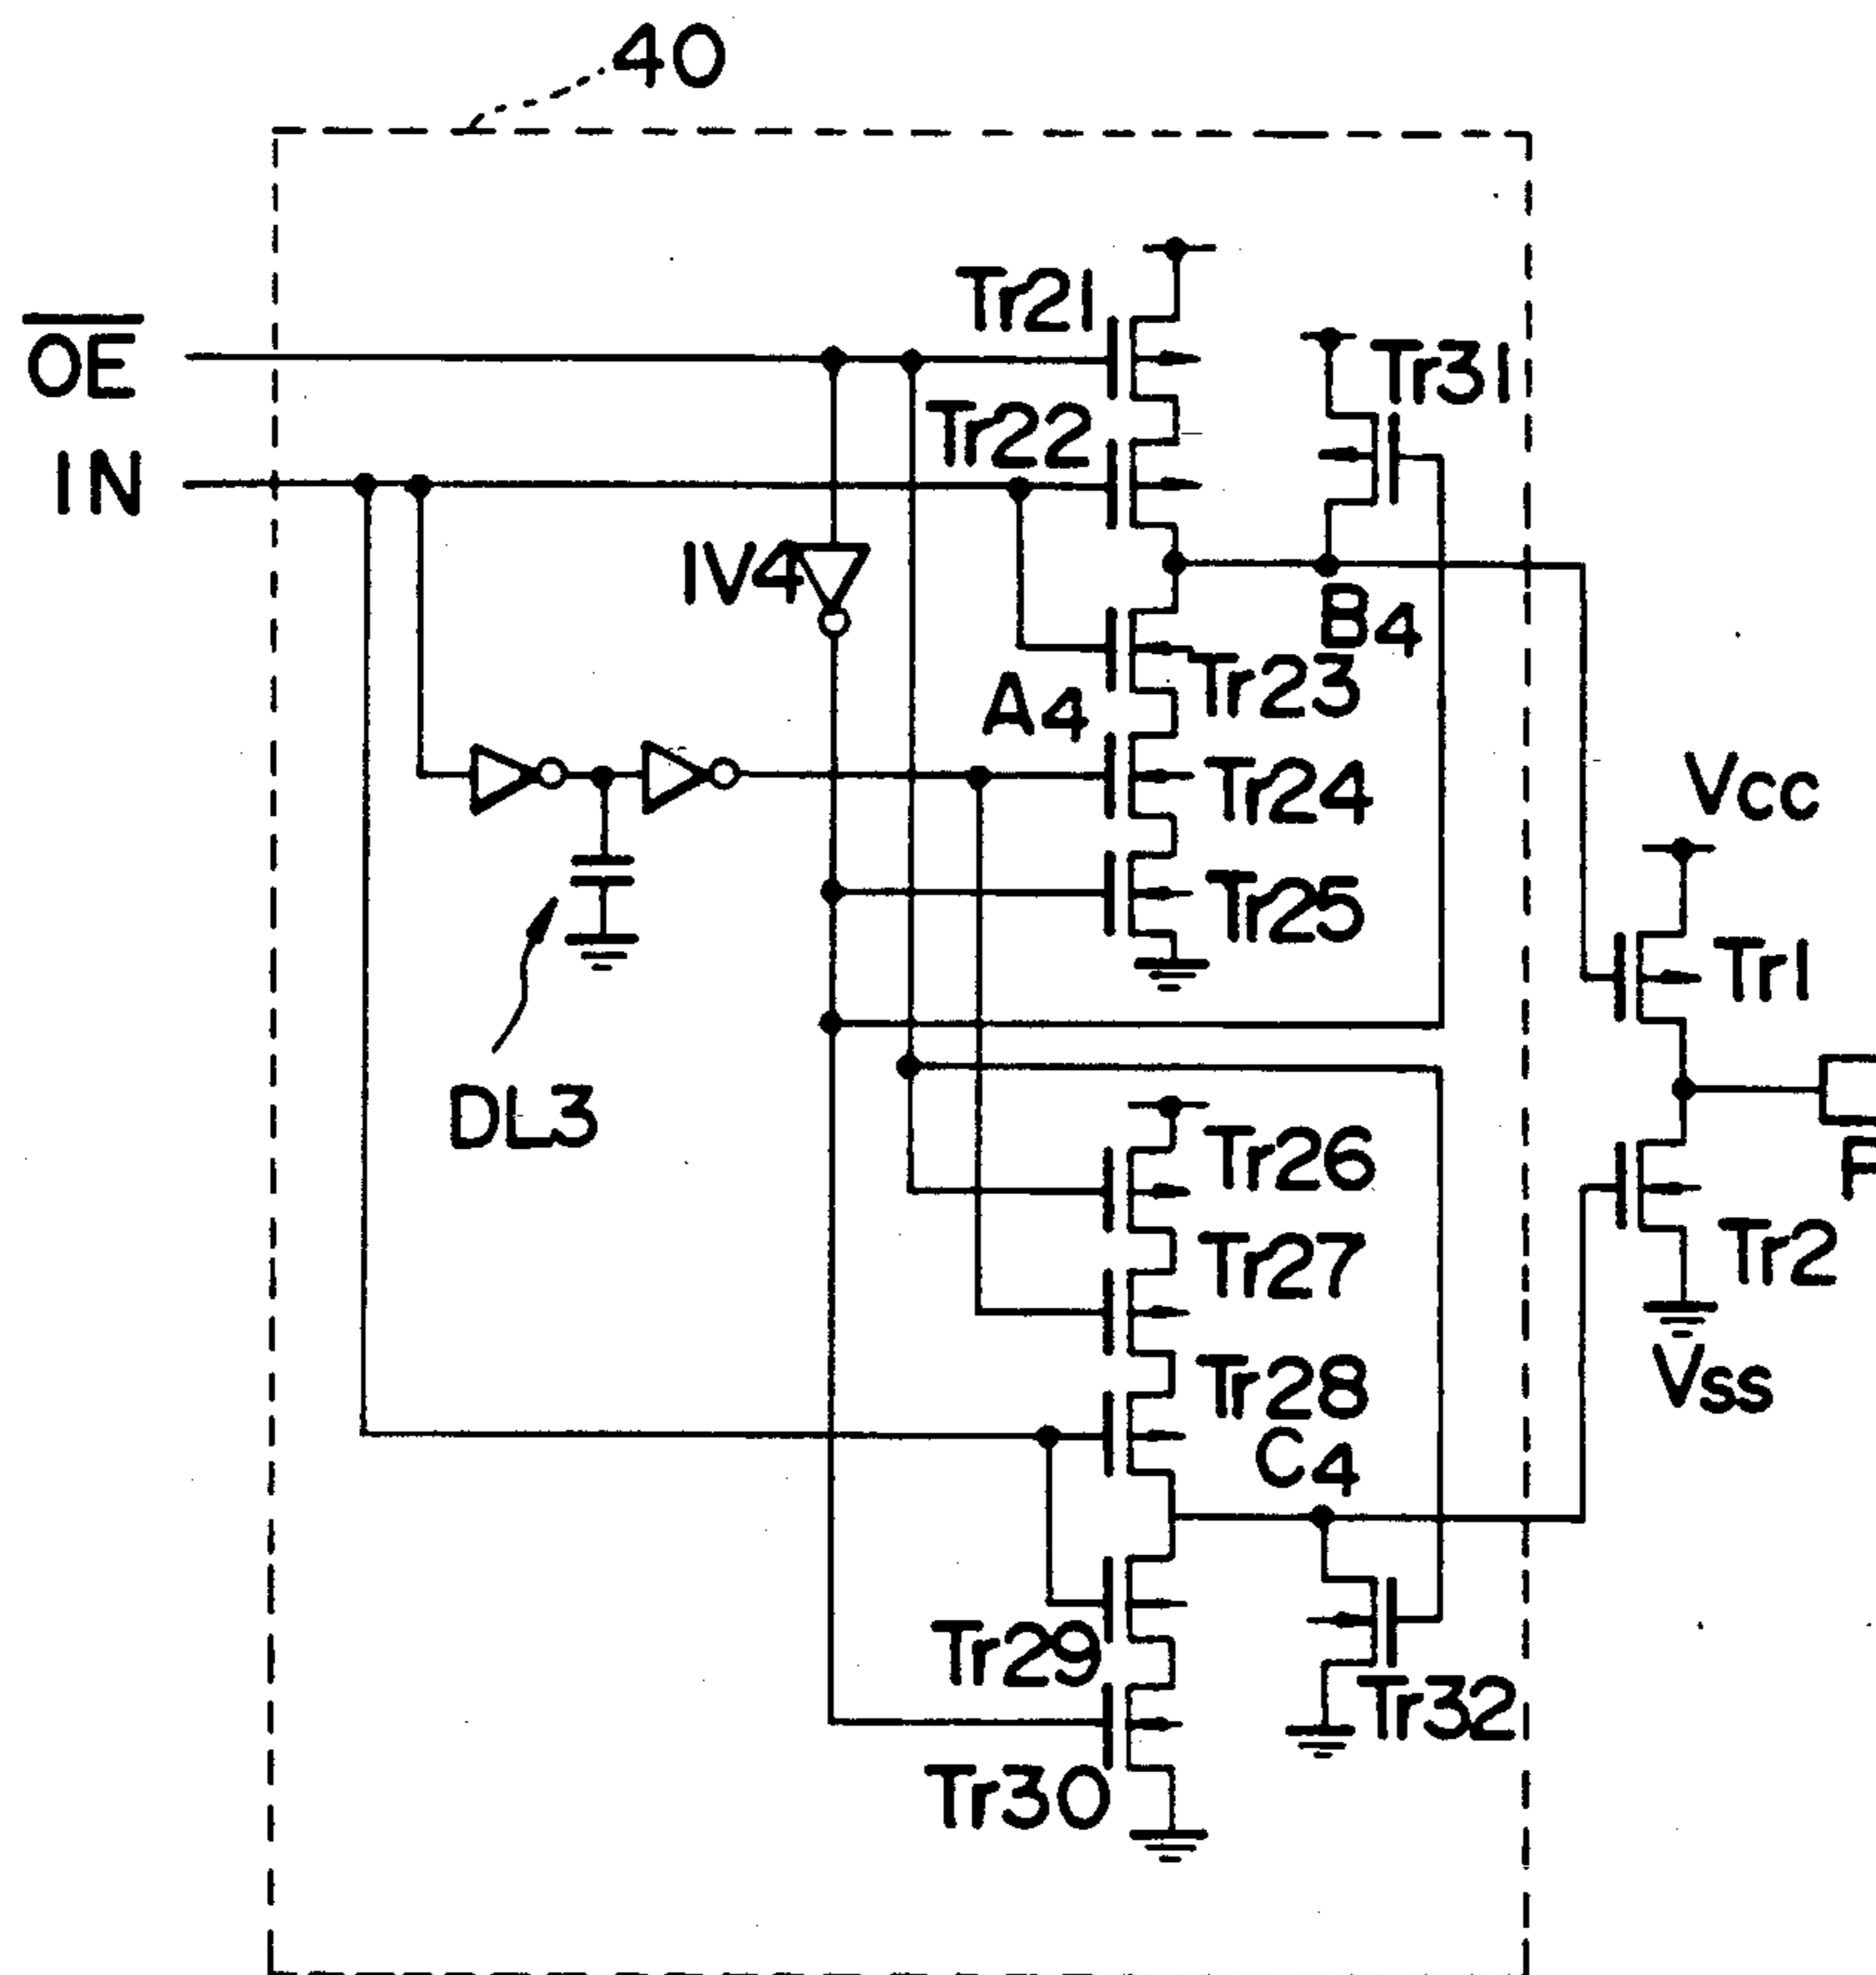 40
Tr21
O̅E̅
Tr31
Tr22
IN
IV4
B4
Tr23
A4
Tr24
Vcc
Tr25
Tr1
DL3
Tr26
Tr27
Tr2
Vss
Tr28
C4
Tr29
Tr32
Tr30